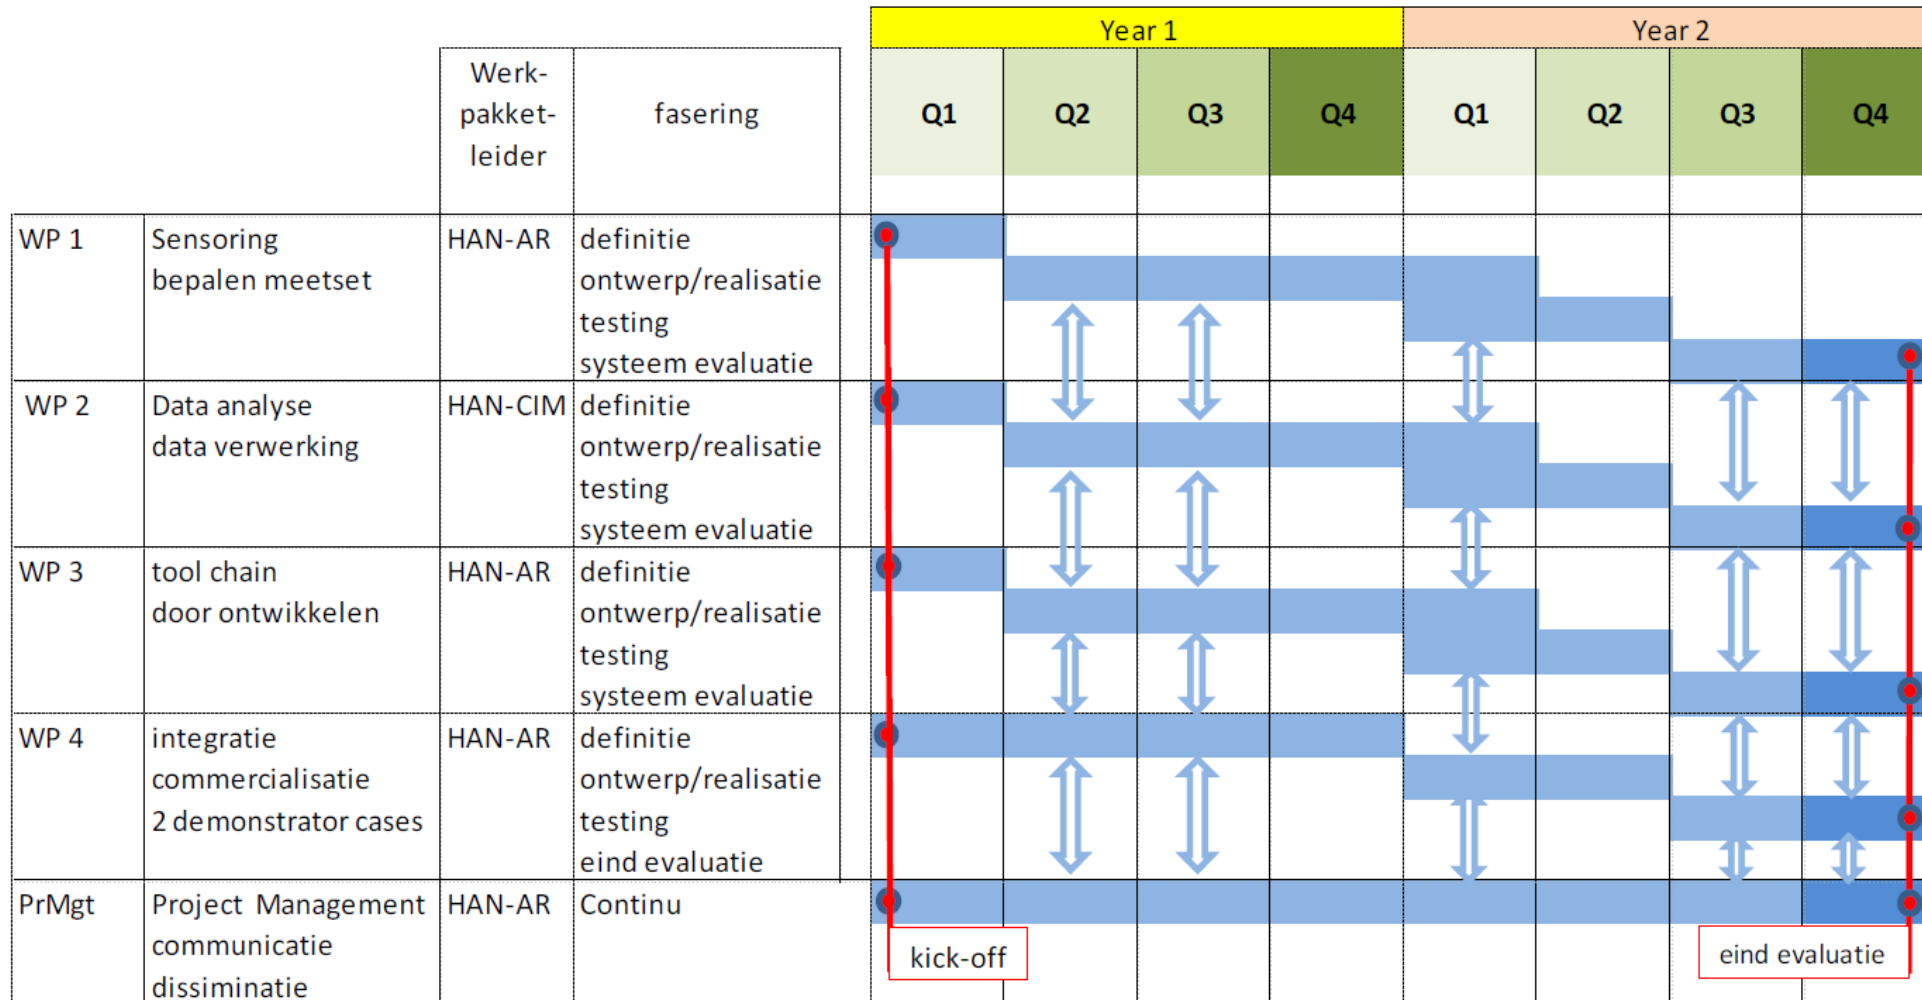 Year 1 Year 2
Werk-
pakket- fasering Q1 Q2 Q3 Q4 Q1 Q2 Q3 Q4
leider
WP 1 Sensoring HAN-AR definitie
bepalen meetset ontwerp/realisatie
testing
systeem evaluatie
WP 2 Data analyse HAN-CIM definitie
data verwerking ontwerp/realisatie
testing
systeem evaluatie
WP 3 tool chain HAN-AR definitie
door ontwikkelen ontwerp/realisatie
testing
systeem evaluatie
WP 4 integratie HAN-AR definitie
commercialisatie ontwerp/realisatie
2 demonstrator cases testing
eind evaluatie
PrMgt Project Management HAN-AR Continu
communicatie
kick-off eind evaluatie
dissiminatie